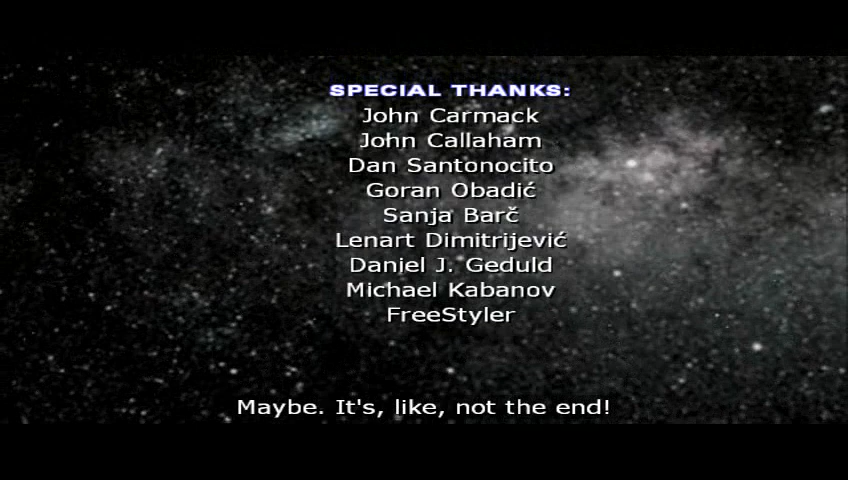 SPECIAL THANKS:
John Carmack
John Callaham
Dan Santonocito
Goran Obadić
Sanja Barč
Lenart Dimitrijević
Daniel J. Geduld
Michael Kabanov
FreeStyler
Maybe. It's, like, not the end!